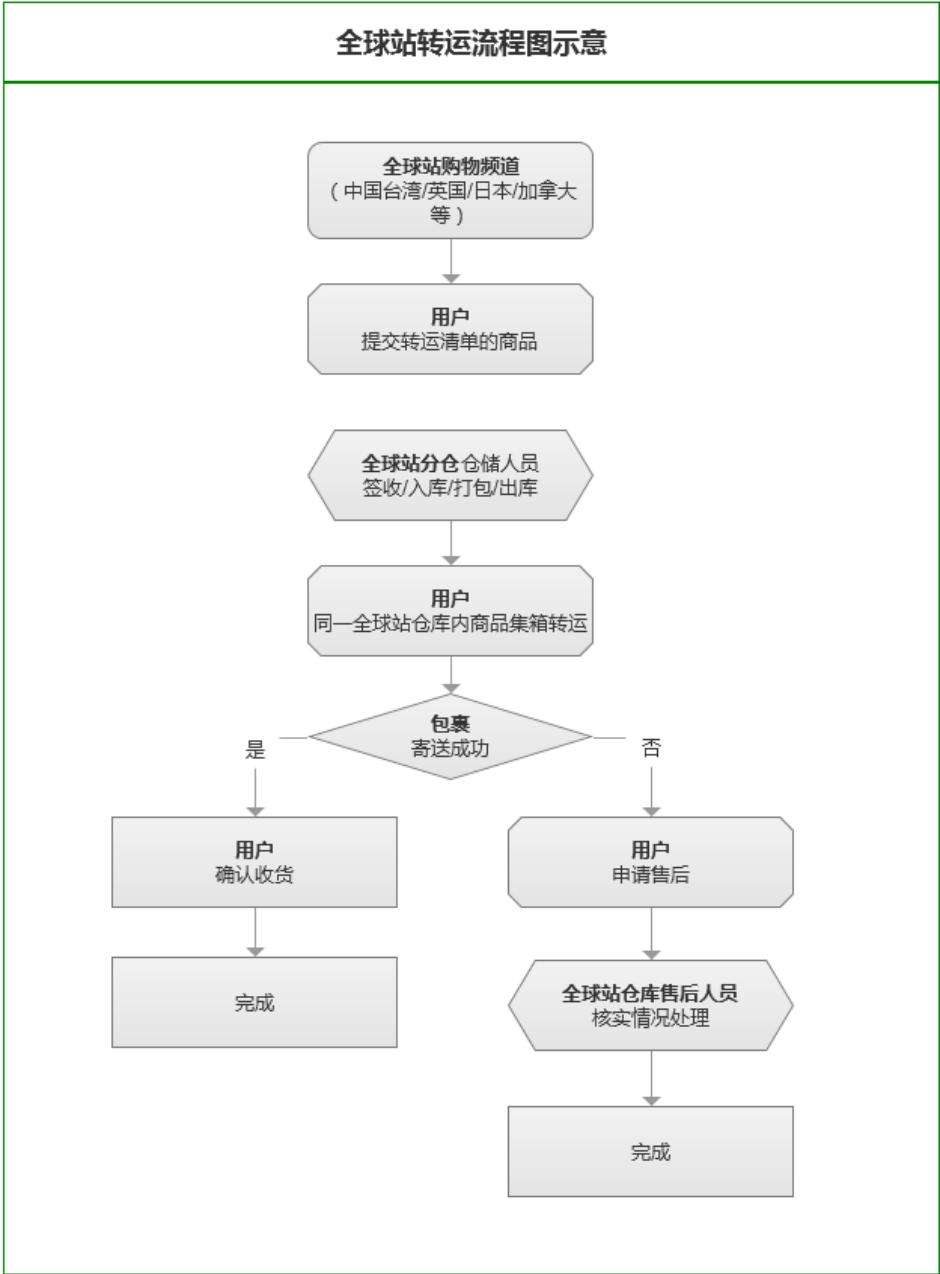 全球站转运流程图示意
全球站购物频道
（中国台湾/英国/日本/加拿大
等）
用户
提交转运清单的商品
全球站分仓 仓储人员
签收/入库/打包/出库
用户
同一全球站仓库内商品集箱转运
包裹
寄送成功
是
否
用户
确认收货
用户
申请售后
完成
全球站仓库售后人员
核实情况处理
完成